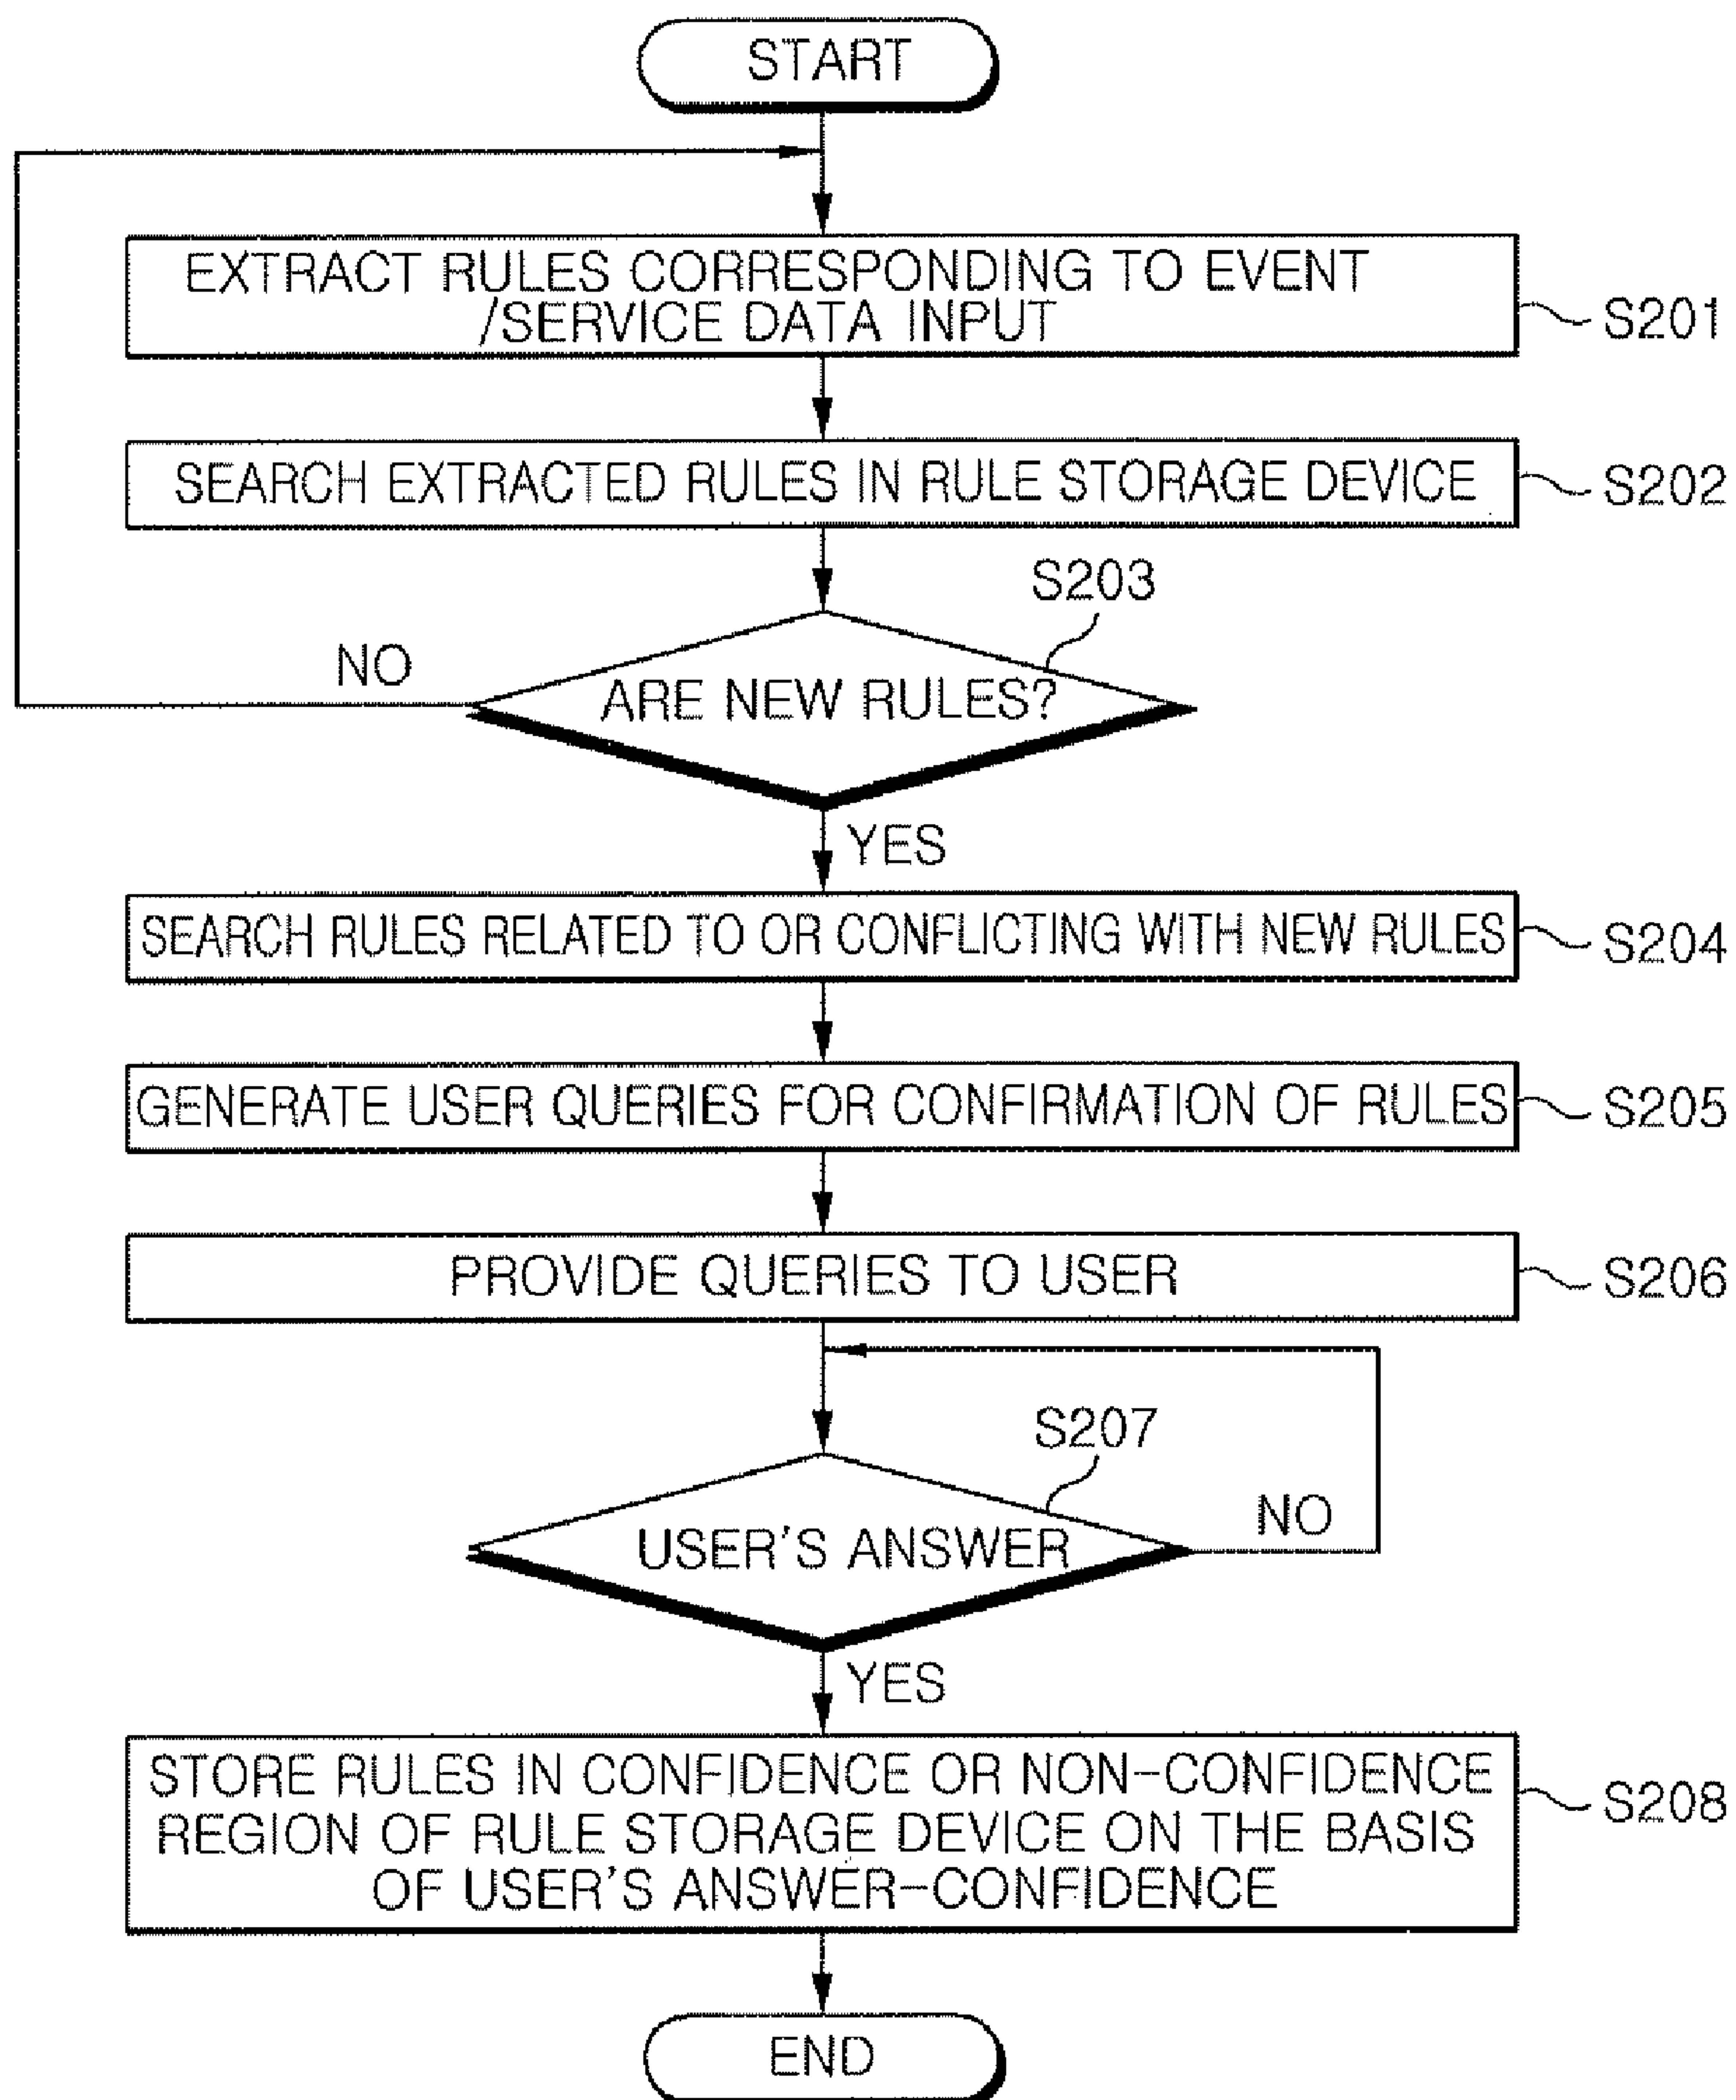 START
EXTRACT RULES CORRESPONDING TO EVENT
/SERVICE DATA INPUT
S201
SEARCH EXTRACTED RULES IN RULE STORAGE DEVICE
S202
S203
NO
ARE NEW RULES?
YES
SEARCH RULES RELATED TO OR CONFLICTING WITH NEW RULES
S204
GENERATE USER QUERIES FOR CONFIRMATION OF RULES
S205
PROVIDE QUERIES TO USER
S206
S207
USER'S ANSWER
NO
YES
STORE RULES IN CONFIDENCE OR NON-CONFIDENCE
REGION OF RULE STORAGE DEVICE ON THE BASIS
OF USER'S ANSWER-CONFIDENCE
S208
END